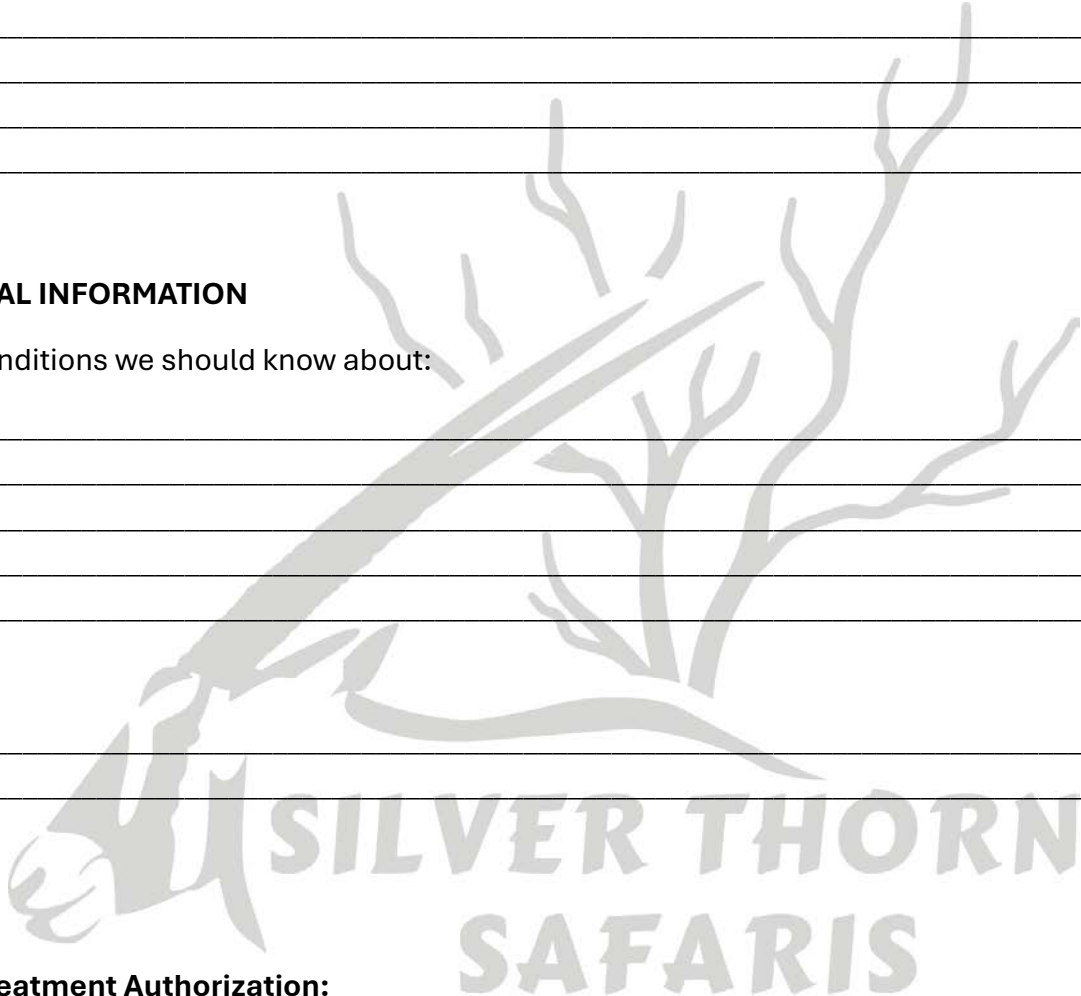 AL INFORMATION
nditions we should know about:
SILVER THORN
SAFARIS
eatment Authorization: